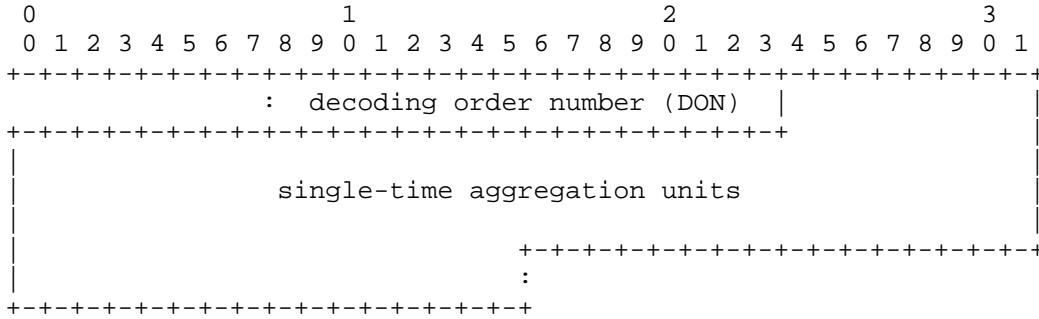 0                   1                   2                   3
 0 1 2 3 4 5 6 7 8 9 0 1 2 3 4 5 6 7 8 9 0 1 2 3 4 5 6 7 8 9 0 1
+-+-+-+-+-+-+-+-+-+-+-+-+-+-+-+-+-+-+-+-+-+-+-+-+-+-+-+-+-+-+-+-+
                :  decoding order number (DON)  |               |
+-+-+-+-+-+-+-+-+-+-+-+-+-+-+-+-+-+-+-+-+-+-+-+-+               |
|                                                               |
|                single-time aggregation units                  |
|                                                               |
|                               +-+-+-+-+-+-+-+-+-+-+-+-+-+-+-+-+
|                               :
+-+-+-+-+-+-+-+-+-+-+-+-+-+-+-+-+